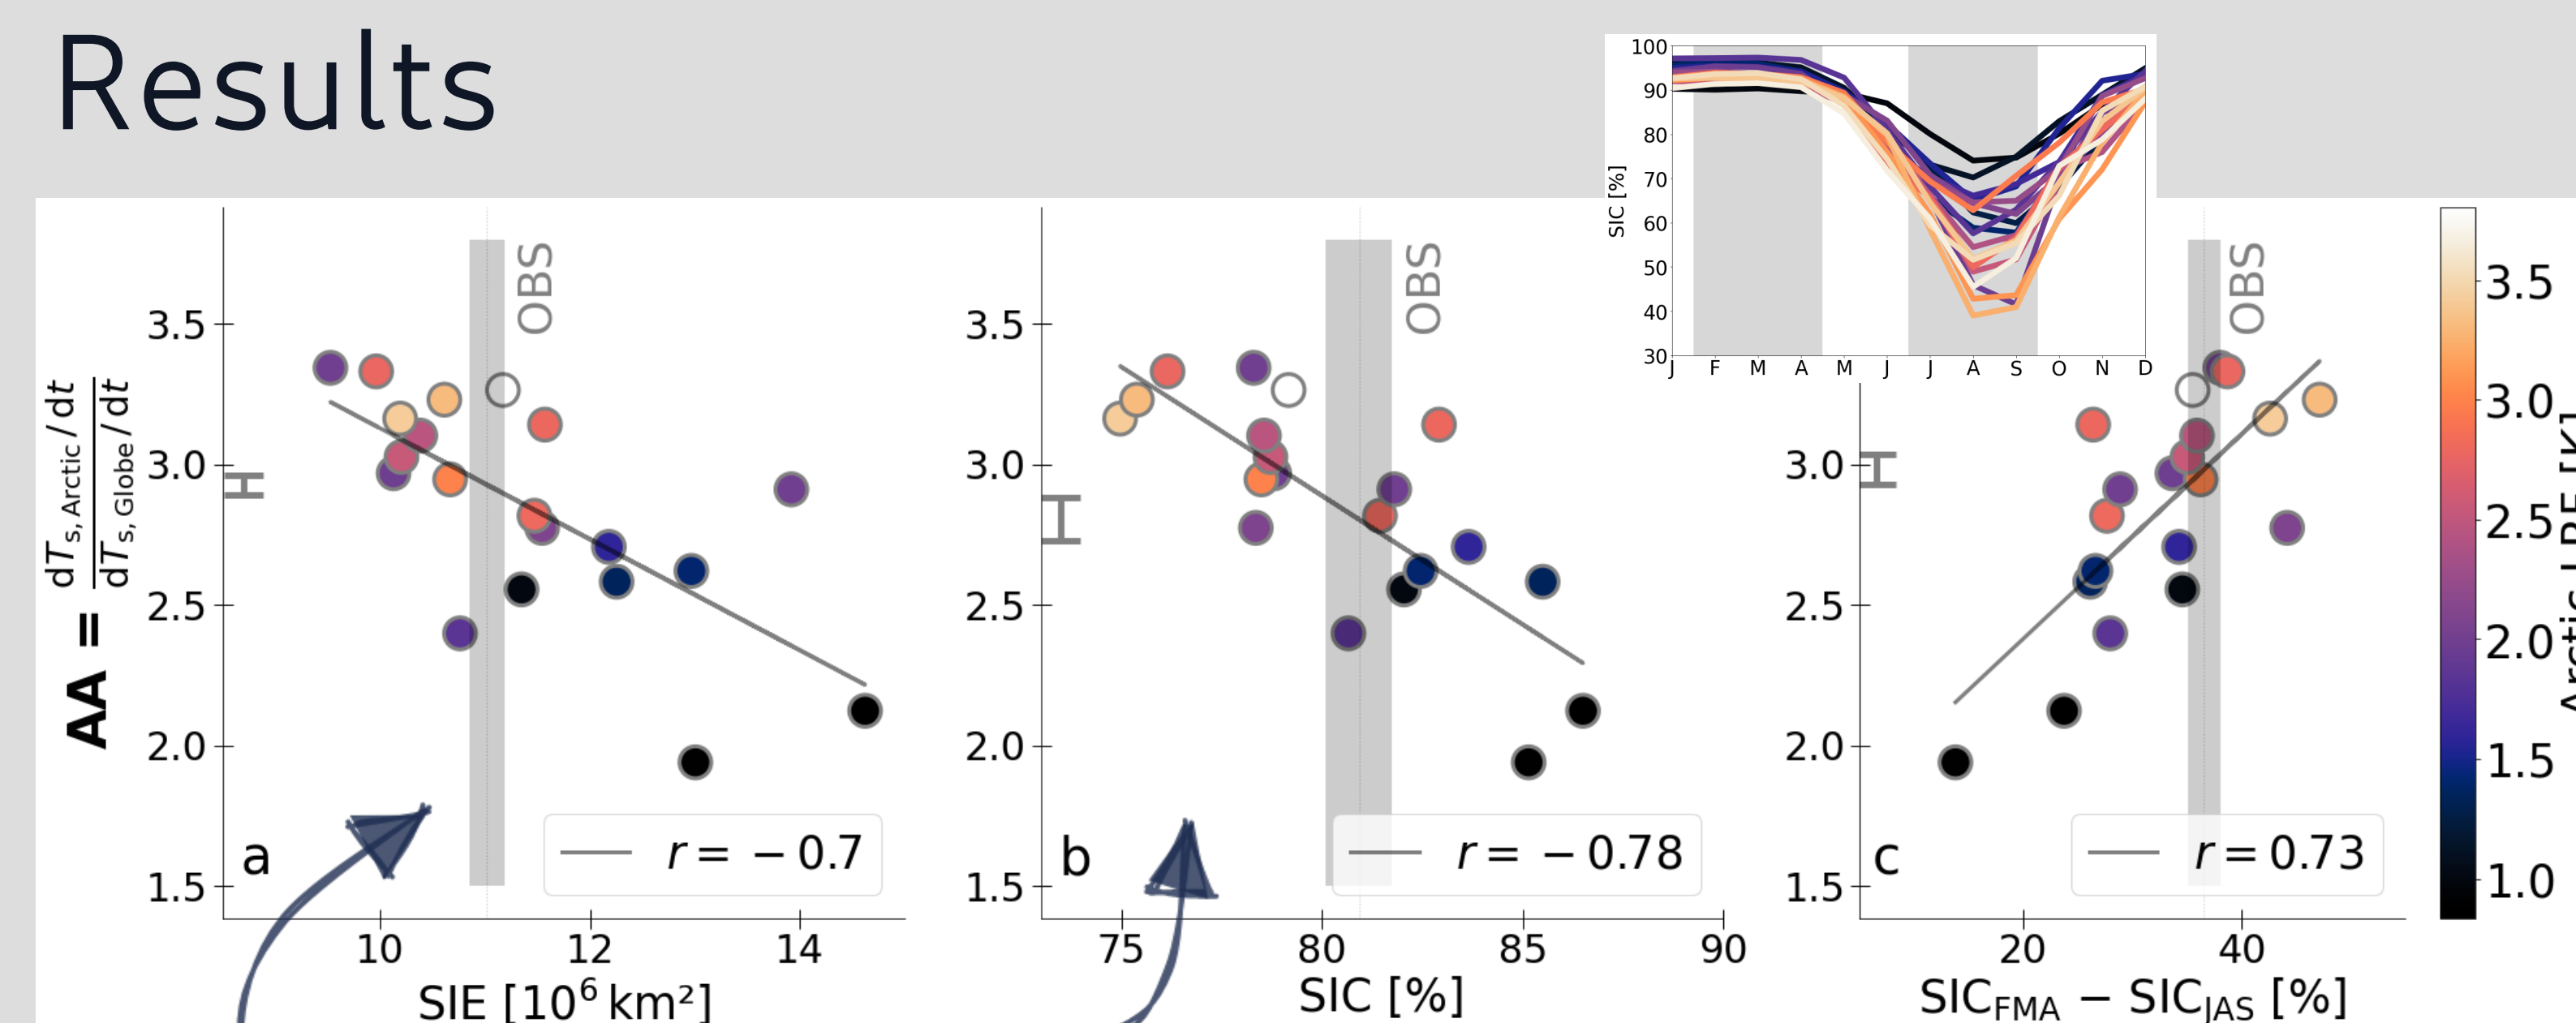 Results
100
90
80
70
60
50
40
30
SIC [%]
J F M A M J J A S O N D
AA = dT_s, Arctic / dt
dT_s, Globe / dt
3.5
3.0
2.5
2.0
1.5
OBS
a
r = − 0.7
10 12 14
SIE [10⁶ km²]
3.5
3.0
2.5
2.0
1.5
OBS
b
r = − 0.78
75 80 85 90
SIC [%]
3.0
2.5
2.0
1.5
OBS
c
r = 0.73
20 40
SIC_FMA − SIC_JAS [%]
3.5
3.0
2.5
2.0
1.5
1.0